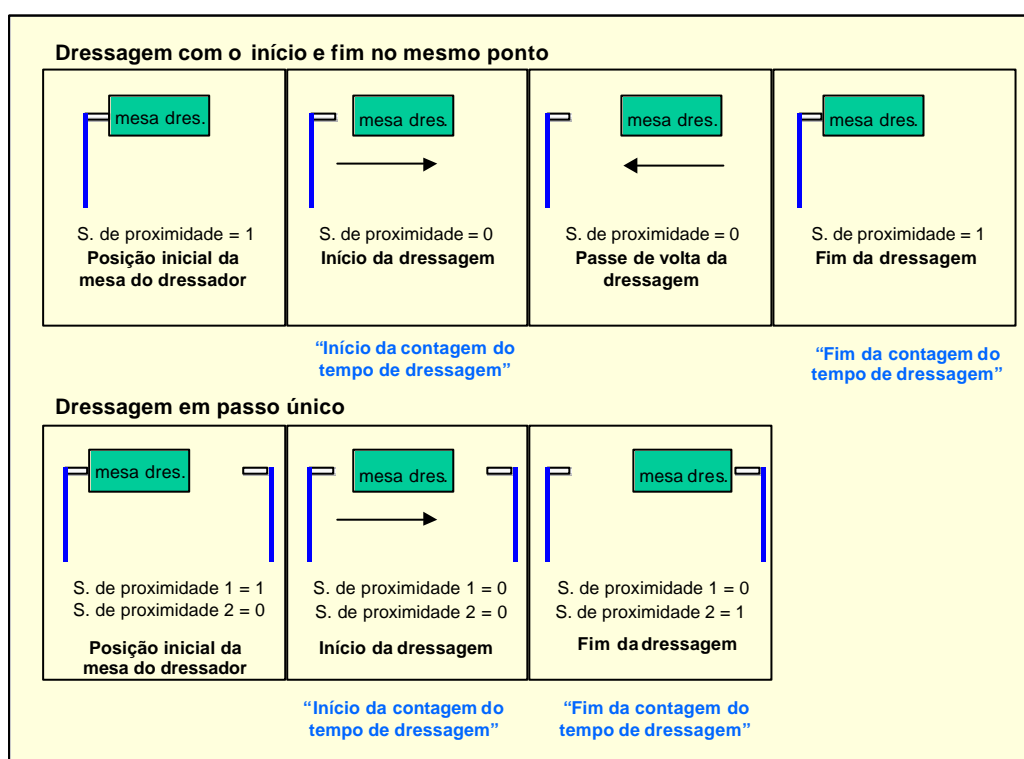 Dressagem com o início e fim no mesmo ponto
mesa dres.
S. de proximidade = 1
Posição inicial da
mesa do dressador
mesa dres.
S. de proximidade = 0
Início da dressagem
mesa dres.
S. de proximidade = 0
Passe de volta da
dressagem
mesa dres.
S. de proximidade = 1
Fim da dressagem
“Início da contagem do
tempo de dressagem”
“Fim da contagem do
tempo de dressagem”
Dressagem em passo único
mesa dres.
S. de proximidade 1 = 1
S. de proximidade 2 = 0
Posição inicial da
mesa do dressador
mesa dres.
S. de proximidade 1 = 0
S. de proximidade 2 = 0
Início da dressagem
mesa dres.
S. de proximidade 1 = 0
S. de proximidade 2 = 1
Fim da dressagem
“Início da contagem do
tempo de dressagem”
“Fim da contagem do
tempo de dressagem”